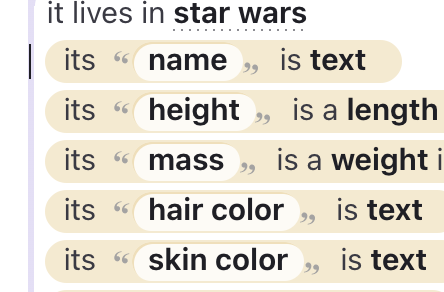 it lives in star wars
its “ name „ is text
its “ height „ is a length
its “ mass „ is a weight i
its “ hair color „ is text
its “ skin color „ is text